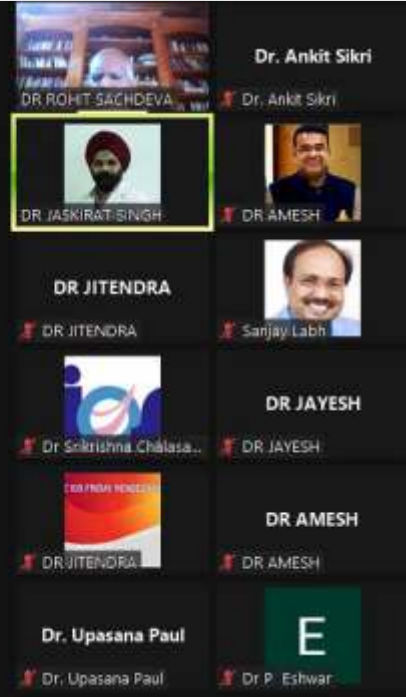 DR ROHIT SACHDEVA
Dr. Ankit Sikri
Dr. Ankit Sikri
DR JASKIRAT SINGH
DR AMESH
DR JITENDRA
DR JITENDRA
Sanjay Labh
Dr Srikrishna Chalasa...
DR JAYESH
DR JAYESH
DR JITENDRA
DR AMESH
DR AMESH
Dr. Upasana Paul
Dr. Upasana Paul
E
Dr P Eshwar